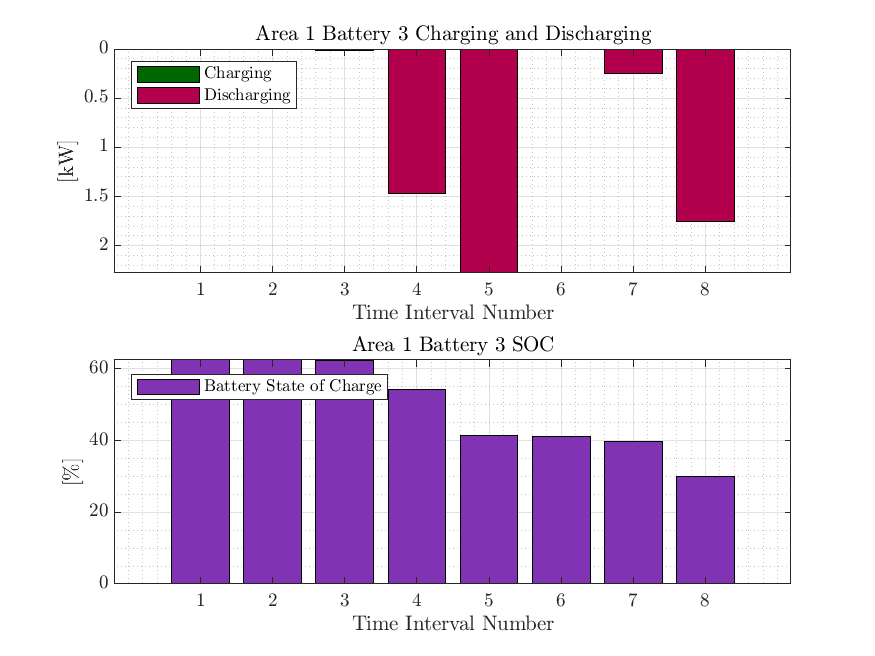 Area 1 Battery 3 Charging and Discharging
0
0.5
1
1.5
2
[kW]
Charging
Discharging
1 2 3 4 5 6 7 8
Time Interval Number
Area 1 Battery 3 SOC
60
40
20
0
[%]
Battery State of Charge
1 2 3 4 5 6 7 8
Time Interval Number